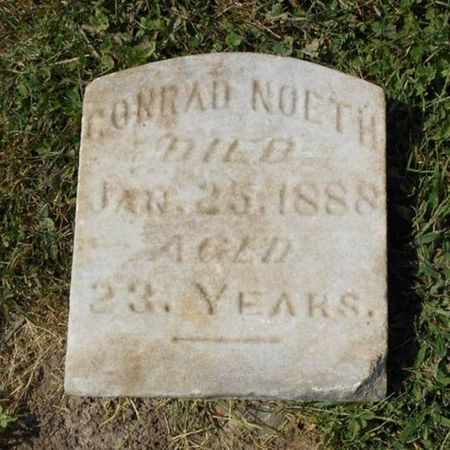 CONRAD NOETH
DIED
JAN. 25. 1888
AGED
23. YEARS.